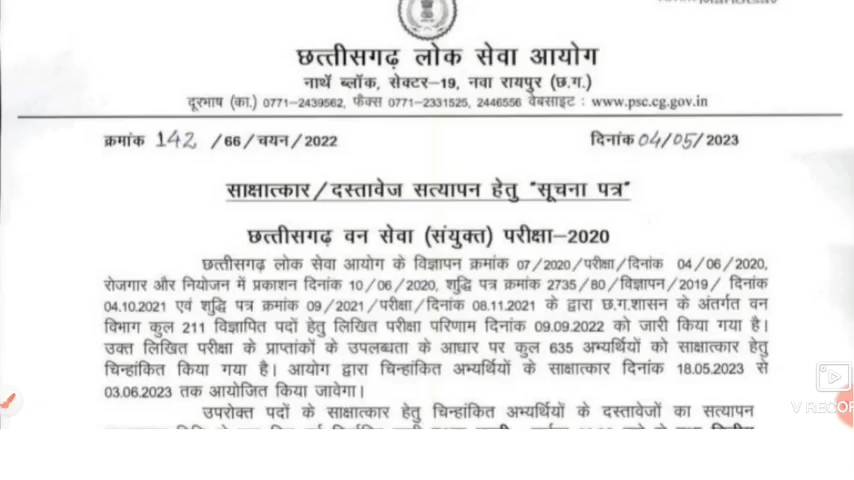 छत्तीसगढ़ लोक सेवा आयोग
नार्थ ब्लॉक, सेक्टर–19, नवा रायपुर (छ.ग.)
दूरभाष (का.) 0771–2439562, फैक्स 0771–2331525, 2446556 वेबसाइट : www.psc.cg.gov.in
क्रमांक 142 /66/चयन/2022 दिनांक 04/05/2023
साक्षात्कार/दस्तावेज सत्यापन हेतु "सूचना पत्र"
छत्तीसगढ़ वन सेवा (संयुक्त) परीक्षा–2020
छत्तीसगढ़ लोक सेवा आयोग के विज्ञापन क्रमांक 07/2020/परीक्षा/दिनांक 04/06/2020,
रोजगार और नियोजन में प्रकाशन दिनांक 10/06/2020, शुद्धि पत्र क्रमांक 2735/80/विज्ञापन/2019/ दिनांक
04.10.2021 एवं शुद्धि पत्र क्रमांक 09/2021/परीक्षा/दिनांक 08.11.2021 के द्वारा छ.ग.शासन के अंतर्गत वन
विभाग कुल 211 विज्ञापित पदों हेतु लिखित परीक्षा परिणाम दिनांक 09.09.2022 को जारी किया गया है।
उक्त लिखित परीक्षा के प्राप्तांकों के उपलब्धता के आधार पर कुल 635 अभ्यर्थियों को साक्षात्कार हेतु
चिन्हांकित किया गया है। आयोग द्वारा चिन्हांकित अभ्यर्थियों के साक्षात्कार दिनांक 18.05.2023 से
03.06.2023 तक आयोजित किया जावेगा।
उपरोक्त पदों के साक्षात्कार हेतु चिन्हांकित अभ्यर्थियों के दस्तावेजों का सत्यापन
V RECOR